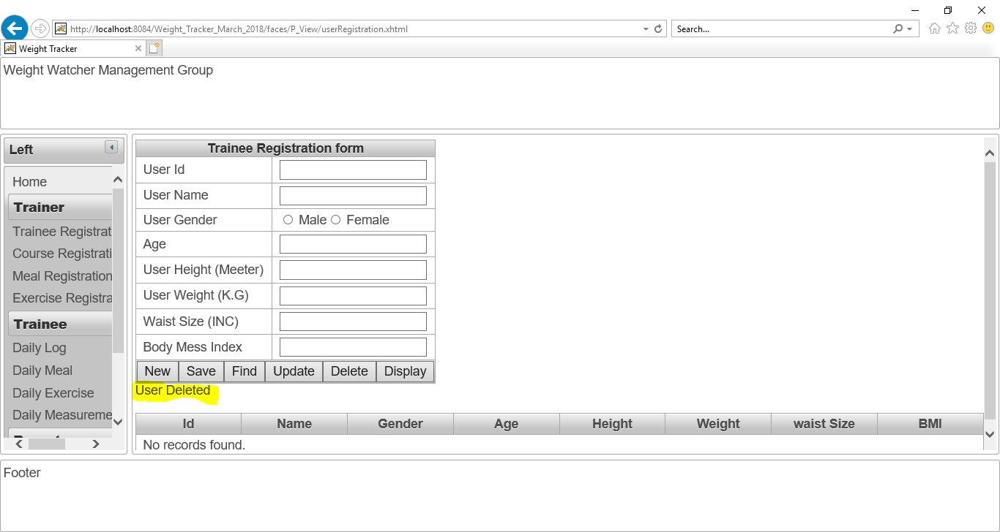 http://localhost:8084/Weight_Tracker_March_2018/faces/P_View/userRegistration.xhtml
Search...
Weight Tracker
Weight Watcher Management Group
Left
Home
Trainer
Trainee Registrat
Course Registrati
Meal Registration
Exercise Registra
Trainee
Daily Log
Daily Meal
Daily Exercise
Daily Measureme
Trainee Registration form
User Id
User Name
User Gender Male Female
Age
User Height (Meeter)
User Weight (K.G)
Waist Size (INC)
Body Mess Index
New Save Find Update Delete Display
User Deleted
Id Name Gender Age Height Weight waist Size BMI
No records found.
Footer